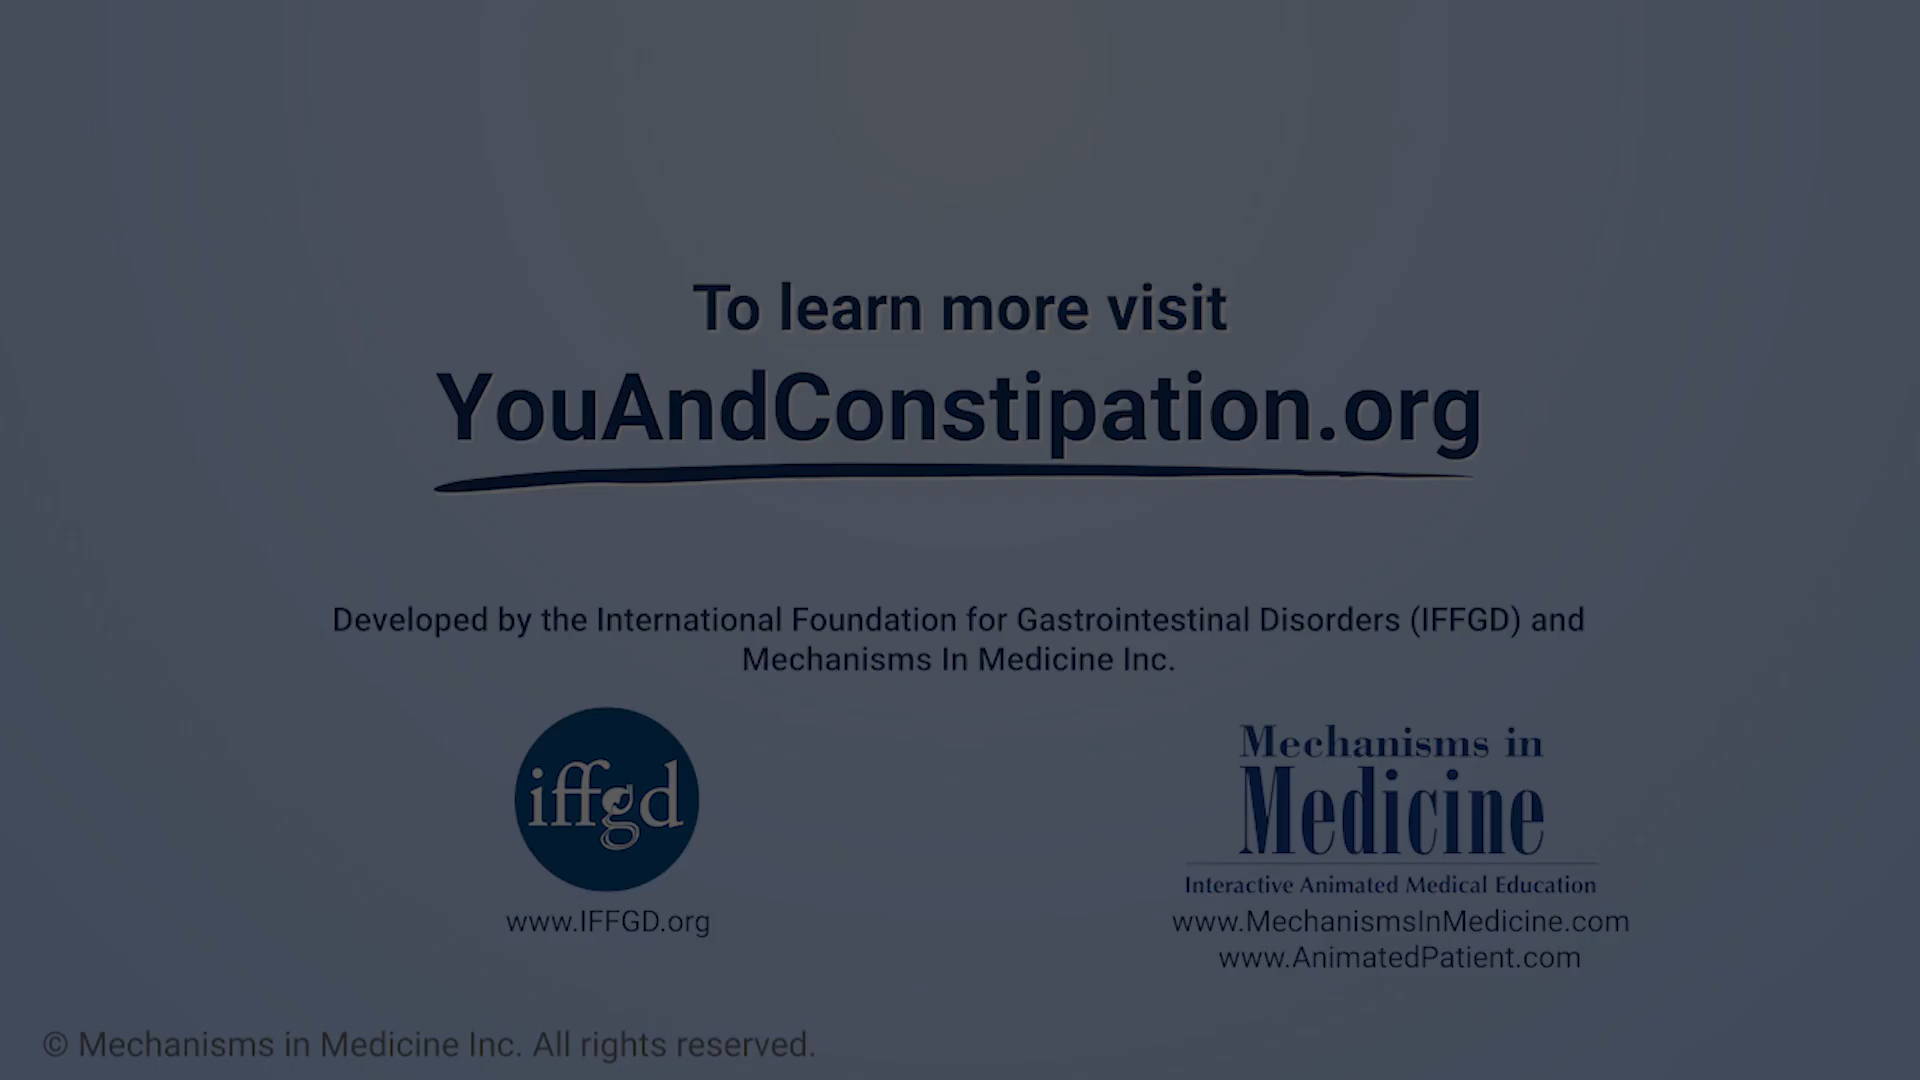 To learn more visit
YouAndConstipation.org
Developed by the International Foundation for Gastrointestinal Disorders (IFFGD) and
Mechanisms In Medicine Inc.
iffgd
www.IFFGD.org
Mechanisms in
Medicine
Interactive Animated Medical Education
www.MechanismsInMedicine.com
www.AnimatedPatient.com
© Mechanisms in Medicine Inc. All rights reserved.